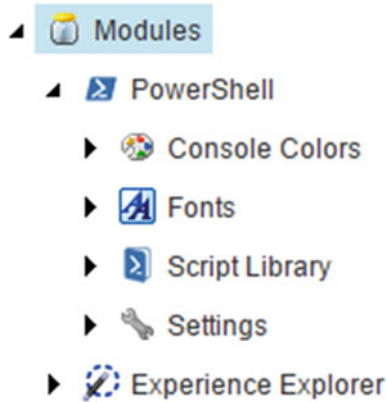 Modules
PowerShell
Console Colors
Fonts
Script Library
Settings
Experience Explorer